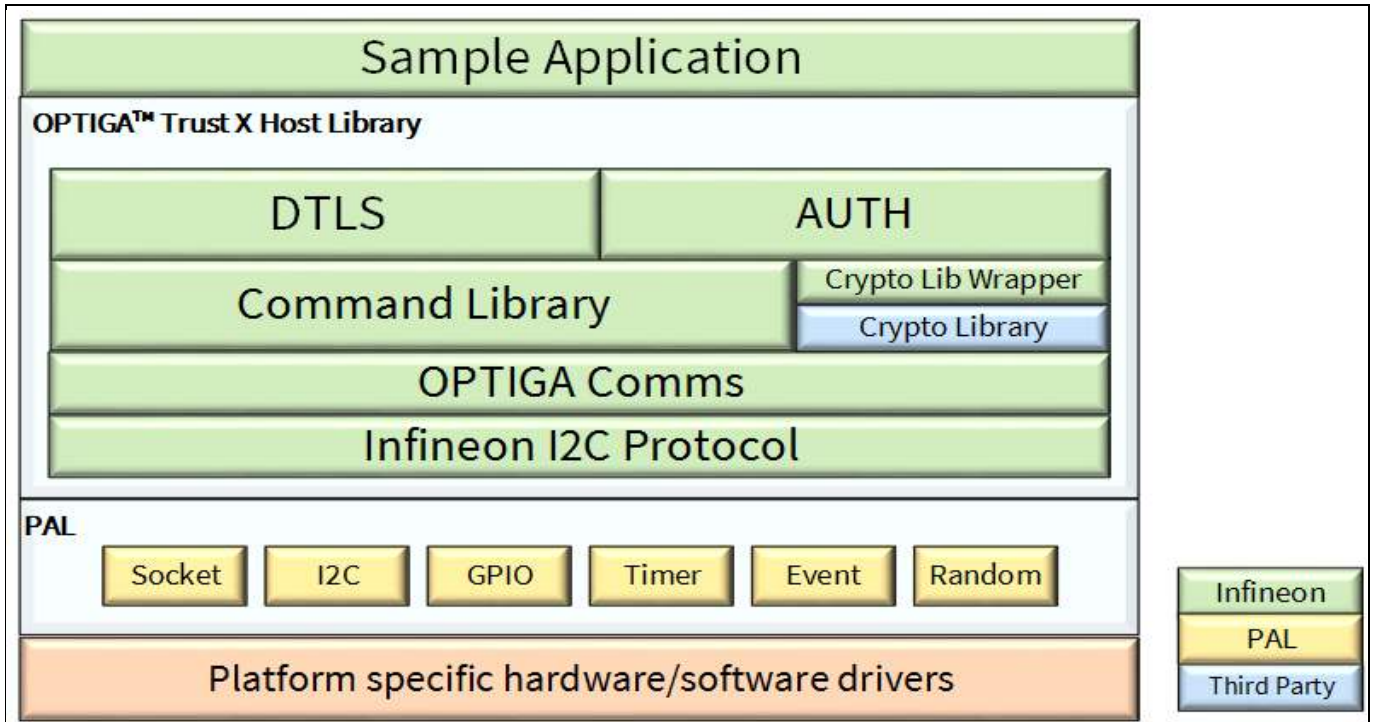 Sample Application
OPTIGA™ Trust X Host Library
DTLS
AUTH
Command Library
Crypto Lib Wrapper
Crypto Library
OPTIGA Comms
Infineon I2C Protocol
PAL
Socket
I2C
GPIO
Timer
Event
Random
Platform specific hardware/software drivers
Infineon
PAL
Third Party